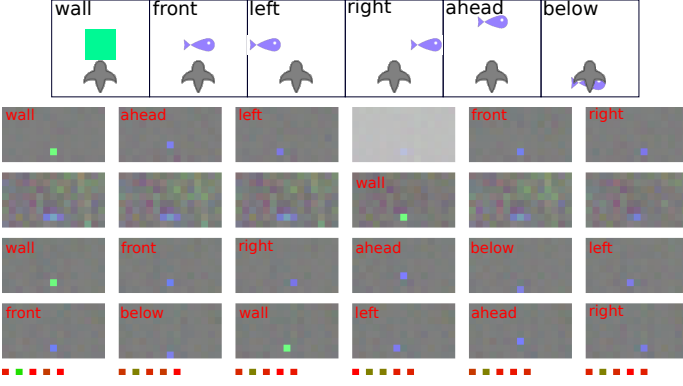 wall front left right ahead below
wall ahead left front right
wall
wall front right ahead below left
front below wall left ahead right